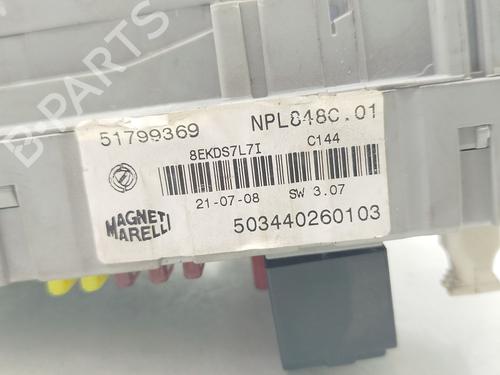 B-PARTS
51799369 NPL848C.01
8EKDS7L7I C144
21-07-08 SW 3.07
MAGNETI
MARELLI
503440260103